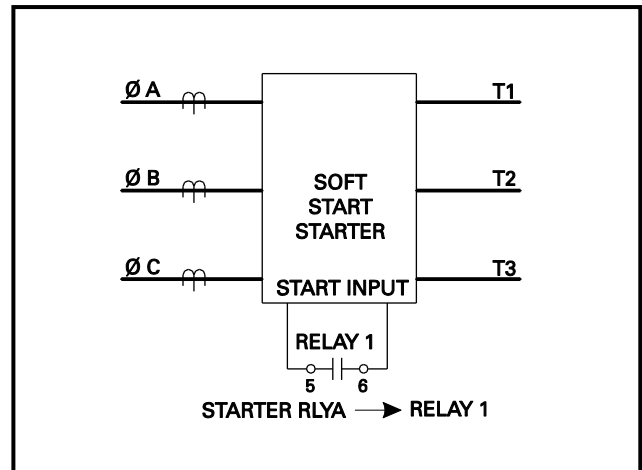 Ø A
T1
Ø B
T2
SOFT
START
STARTER
Ø C
T3
START INPUT
RELAY 1
5 6
STARTER RLYA RELAY 1